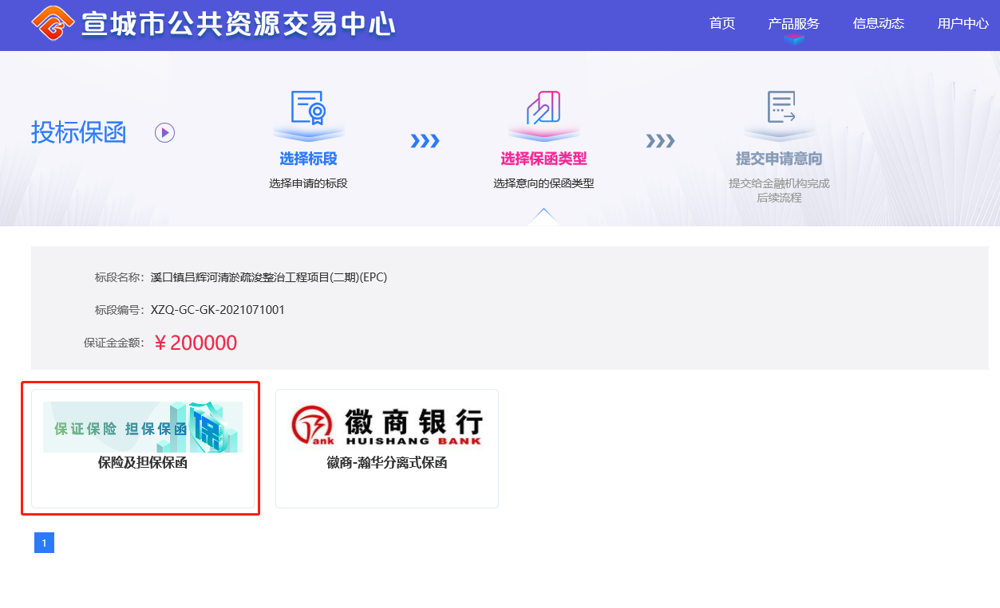 宣城市公共资源交易中心
首页 产品服务 信息动态 用户中心
投标保函
选择标段
选择申请的标段
选择保函类型
选择意向的保函类型
提交申请意向
提交给金融机构完成
后续流程
标段名称: 溪口镇吕辉河清淤疏浚整治工程项目(二期)(EPC)
标段编号: XZQ-GC-GK-2021071001
保证金金额: ¥200000
保证保险 担保保函 保
保险及担保保函
徽商银行
Bank HUISHANG BANK
徽商-瀚华分离式保函
1